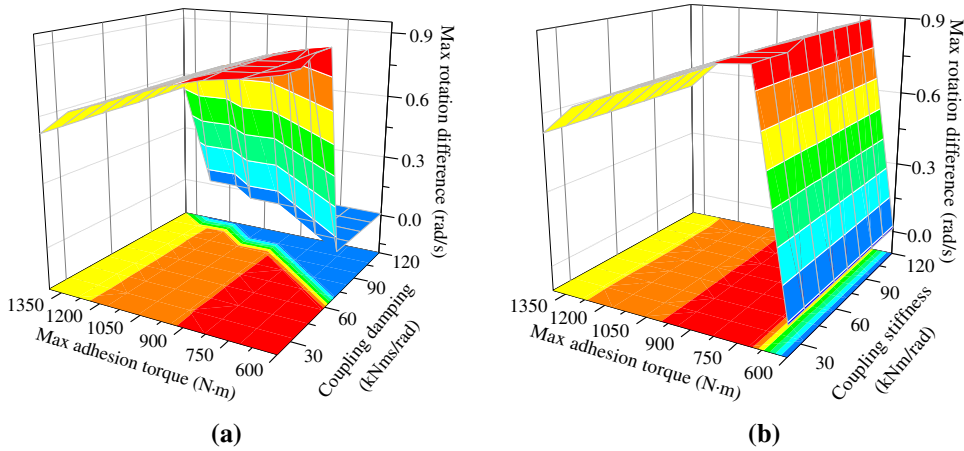 0.9
0.6
0.3
0.0
Max rotation difference (rad/s)
120
90
60
30
Coupling damping
(kNms/rad)
1350
1200
1050
900
750
600
Max adhesion torque (N·m)
(a)
0.9
0.6
0.3
0.0
Max rotation difference (rad/s)
120
90
60
30
Coupling stiffness
(kNm/rad)
1350
1200
1050
900
750
600
Max adhesion torque (N·m)
(b)